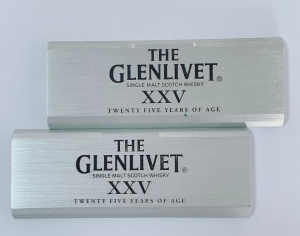 THE
GLENLIVET®
SINGLE MALT SCOTCH WHISKY
XXV
TWENTY FIVE YEARS OF AGE
THE
GLENLIVET®
SINGLE MALT SCOTCH WHISKY
XXV
TWENTY FIVE YEARS OF AGE